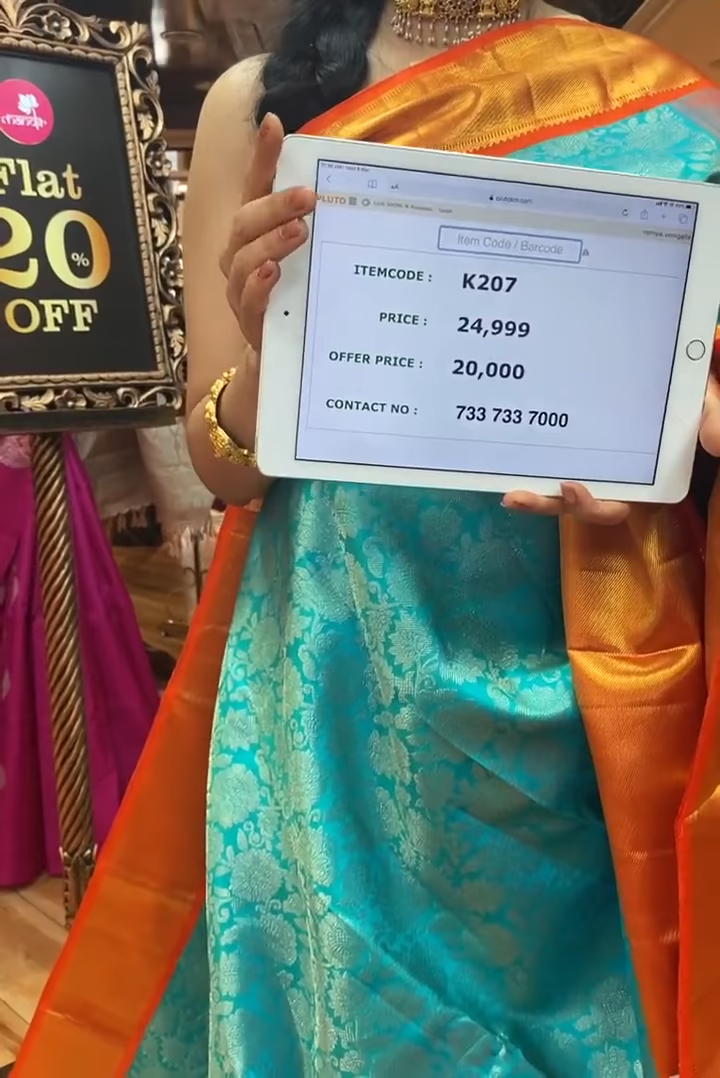 Flat
20%
OFF
PLUTO
Item Code / Barcode
ITEMCODE : K207
PRICE : 24,999
OFFER PRICE : 20,000
CONTACT NO : 733 733 7000